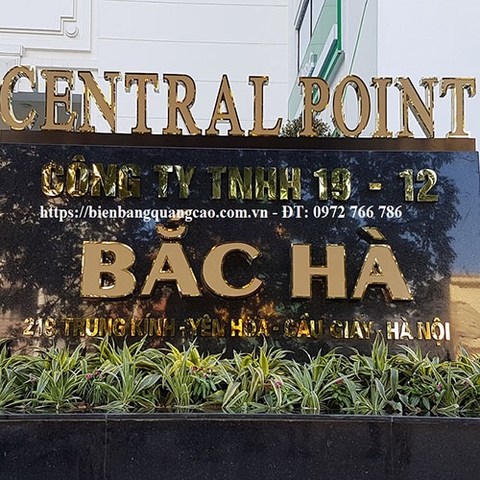 CENTRAL POINT
CÔNG TY TNHH 19 - 12
https://bienbangquangcao.com.vn - ĐT: 0972 766 786
BẮC HÀ
219 TRUNG KÍNH - YÊN HÒA - CẦU GIẤY - HÀ NỘI